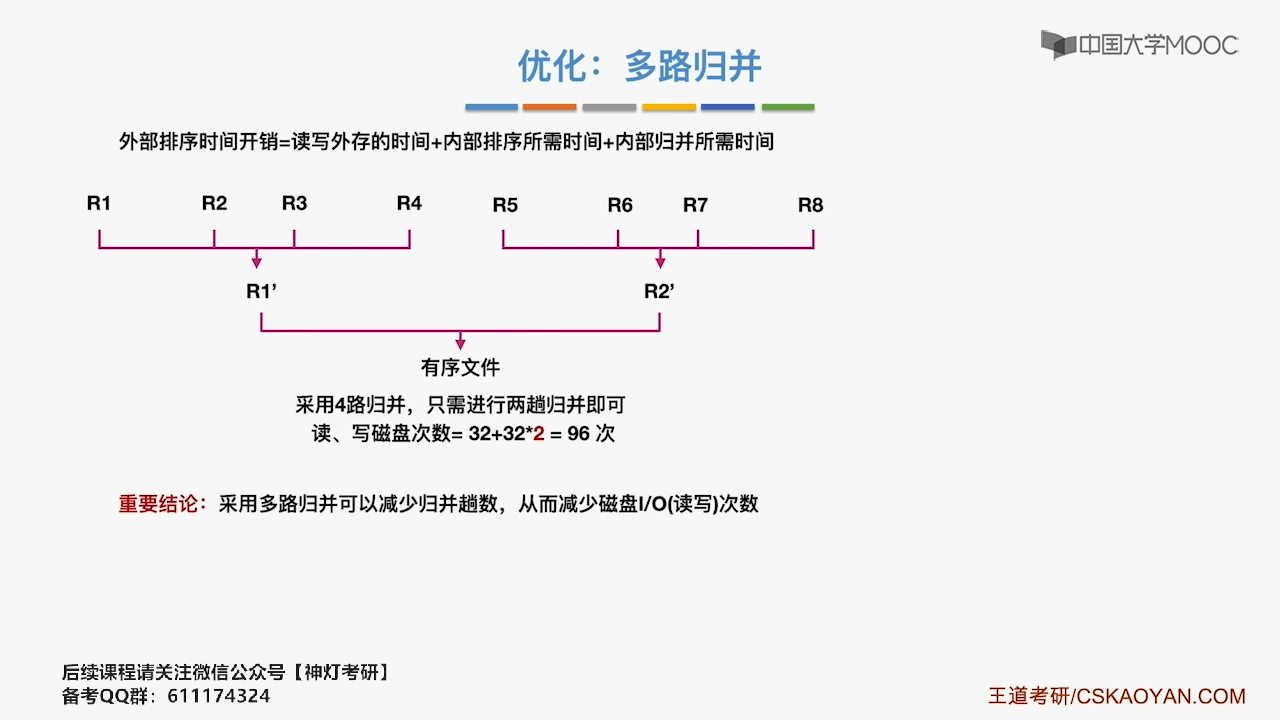 中国大学MOOC
优化：多路归并
外部排序时间开销=读写外存的时间+内部排序所需时间+内部归并所需时间
R1 R2 R3 R4 R5 R6 R7 R8
R1’ R2’
有序文件
采用4路归并，只需进行两趟归并即可
读、写磁盘次数= 32+32*2 = 96 次
重要结论：采用多路归并可以减少归并趟数，从而减少磁盘I/O(读写)次数
后续课程请关注微信公众号【神灯考研】
备考QQ群：611174324
王道考研/CSKAOYAN.COM